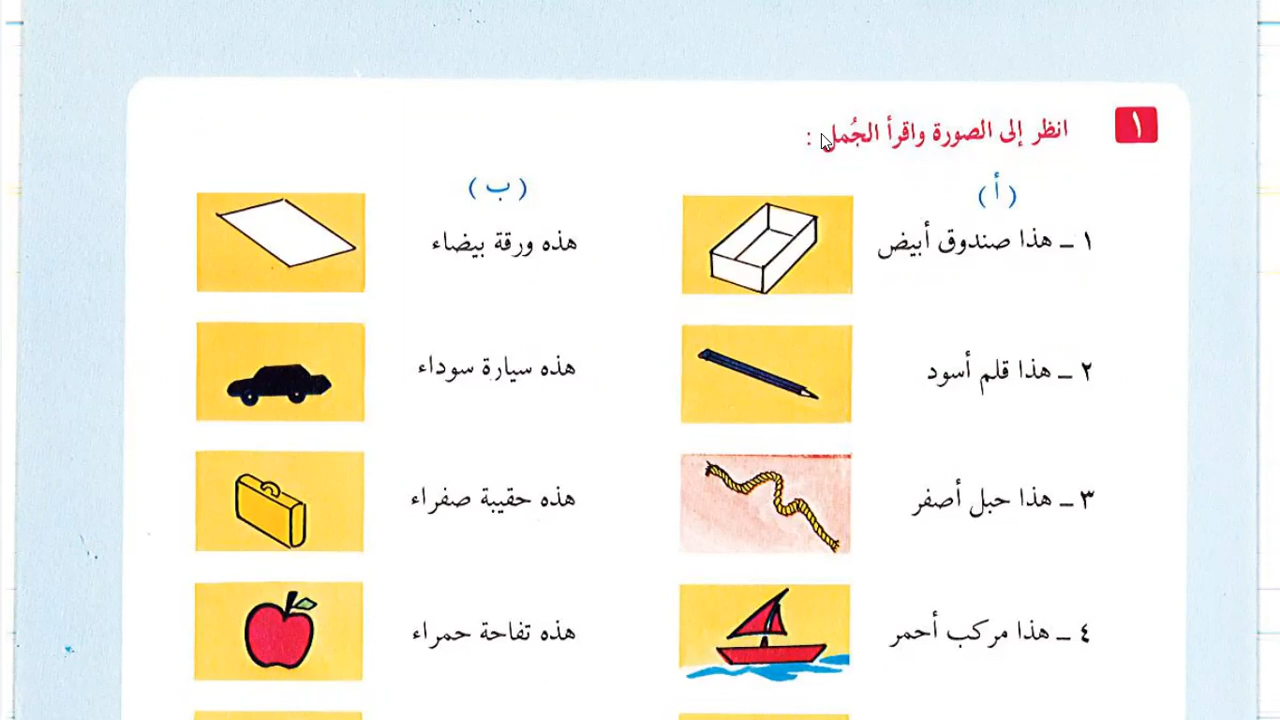 ١
انظر إلى الصورة واقرأ الجُمل :
( أ )
( ب )
١ ـ هذا صندوق أبيض
هذه ورقة بيضاء
٢ ـ هذا قلم أسود
هذه سيارة سوداء
٣ ـ هذا حبل أصفر
هذه حقيبة صفراء
٤ ـ هذا مركب أحمر
هذه تفاحة حمراء